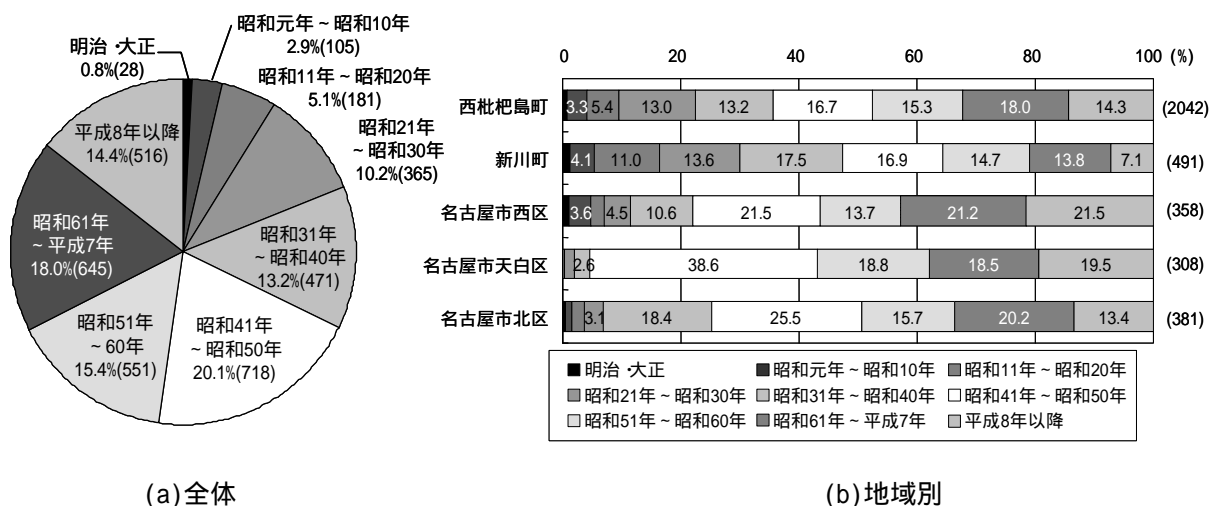 昭和元年~昭和10年
2.9%(105)
明治・大正
0.8%(28)
昭和11年~昭和20年
5.1%(181)
昭和21年
~昭和30年
10.2%(365)
昭和31年
~昭和40年
13.2%(471)
昭和41年
~昭和50年
20.1%(718)
昭和51年
~60年
15.4%(551)
昭和61年
~平成7年
18.0%(645)
平成8年以降
14.4%(516)
(a)全体
0 20 40 60 80 100 (%)
西枇杷島町 3.3 5.4 13.0 13.2 16.7 15.3 18.0 14.3 (2042)
新川町 4.1 11.0 13.6 17.5 16.9 14.7 13.8 7.1 (491)
名古屋市西区 3.6 4.5 10.6 21.5 13.7 21.2 21.5 (358)
名古屋市天白区 2.6 38.6 18.8 18.5 19.5 (308)
名古屋市北区 3.1 18.4 25.5 15.7 20.2 13.4 (381)
明治・大正 昭和元年~昭和10年 昭和11年~昭和20年
昭和21年~昭和30年 昭和31年~昭和40年 昭和41年~昭和50年
昭和51年~昭和60年 昭和61年~平成7年 平成8年以降
(b)地域別